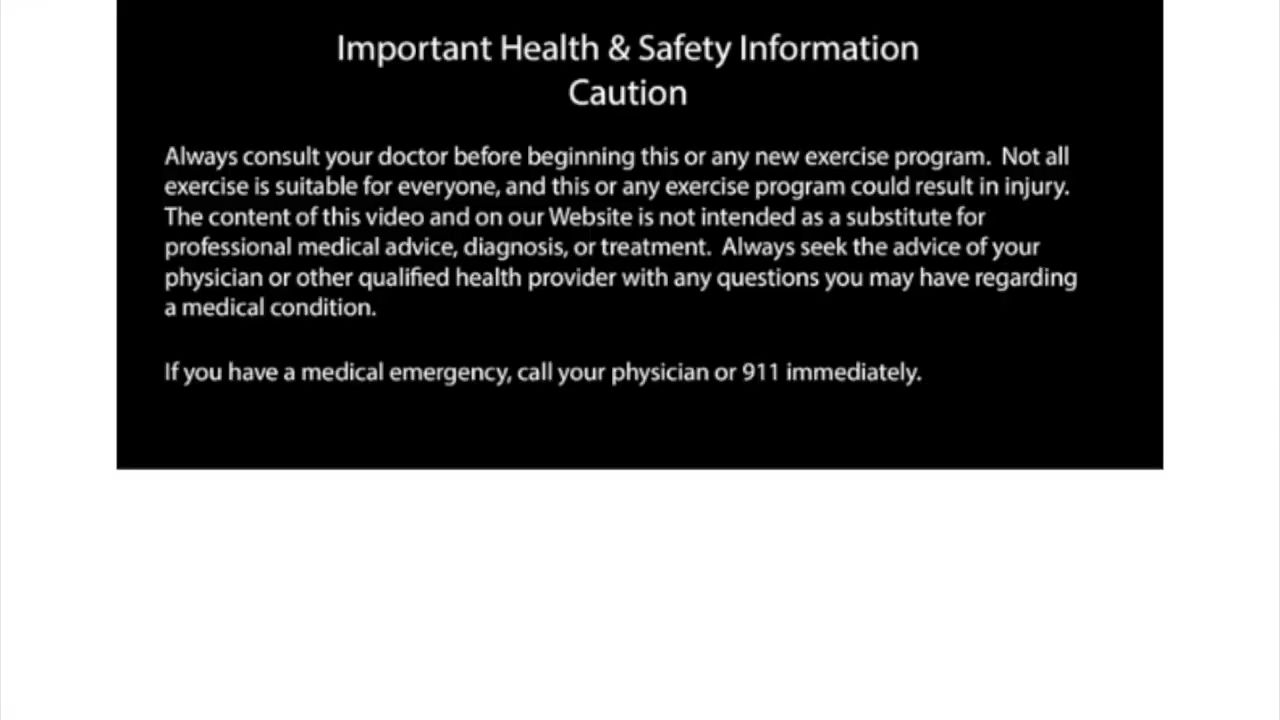 Important Health & Safety Information
Caution
Always consult your doctor before beginning this or any new exercise program.  Not all
exercise is suitable for everyone, and this or any exercise program could result in injury.
The content of this video and on our Website is not intended as a substitute for
professional medical advice, diagnosis, or treatment.  Always seek the advice of your
physician or other qualified health provider with any questions you may have regarding
a medical condition.
If you have a medical emergency, call your physician or 911 immediately.